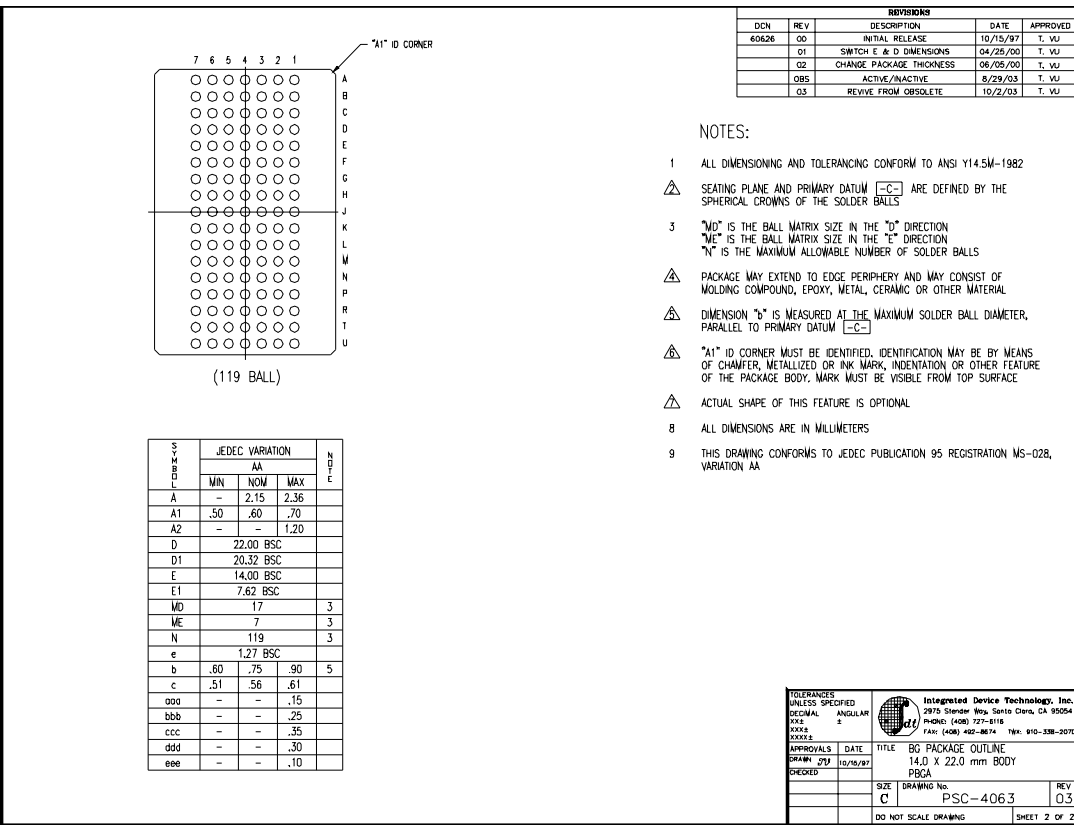 REVISIONS
DCN REV DESCRIPTION DATE APPROVED
60626 00 INITIAL RELEASE 10/15/97 T. VU
01 SWITCH E & D DIMENSIONS 04/25/00 T. VU
02 CHANGE PACKAGE THICKNESS 06/05/00 T. VU
OBS ACTIVE/INACTIVE 8/29/03 T. VU
03 REVIVE FROM OBSOLETE 10/2/03 T. VU
"A1" ID CORNER
7 6 5 4 3 2 1
A
B
C
D
E
F
G
H
J
K
L
M
N
P
R
T
U
(119 BALL)
NOTES:
1 ALL DIMENSIONING AND TOLERANCING CONFORM TO ANSI Y14.5M-1982
2 SEATING PLANE AND PRIMARY DATUM -C- ARE DEFINED BY THE
SPHERICAL CROWNS OF THE SOLDER BALLS
3 "MD" IS THE BALL MATRIX SIZE IN THE "D" DIRECTION
"ME" IS THE BALL MATRIX SIZE IN THE "E" DIRECTION
"N" IS THE MAXIMUM ALLOWABLE NUMBER OF SOLDER BALLS
4 PACKAGE MAY EXTEND TO EDGE PERIPHERY AND MAY CONSIST OF
MOLDING COMPOUND, EPOXY, METAL, CERAMIC OR OTHER MATERIAL
5 DIMENSION "b" IS MEASURED AT THE MAXIMUM SOLDER BALL DIAMETER,
PARALLEL TO PRIMARY DATUM -C-
6 "A1" ID CORNER MUST BE IDENTIFIED. IDENTIFICATION MAY BE BY MEANS
OF CHAMFER, METALLIZED OR INK MARK, INDENTATION OR OTHER FEATURE
OF THE PACKAGE BODY. MARK MUST BE VISIBLE FROM TOP SURFACE
7 ACTUAL SHAPE OF THIS FEATURE IS OPTIONAL
8 ALL DIMENSIONS ARE IN MILLIMETERS
9 THIS DRAWING CONFORMS TO JEDEC PUBLICATION 95 REGISTRATION MS-028,
VARIATION AA
SYMBOL JEDEC VARIATION NOTE
AA
MIN NOM MAX
A - 2.15 2.36
A1 .50 .60 .70
A2 - - 1.20
D 22.00 BSC
D1 20.32 BSC
E 14.00 BSC
E1 7.62 BSC
MD 17 3
ME 7 3
N 119 3
e 1.27 BSC
b .60 .75 .90 5
c .51 .56 .61
aaa - - .15
bbb - - .25
ccc - - .35
ddd - - .30
eee - - .10
TOLERANCES
UNLESS SPECIFIED
DECIMAL ANGULAR
XX± ±
XXX±
XXXX±
idt
Integrated Device Technology, Inc.
2975 Stender Way, Santa Clara, CA 95054
PHONE: (408) 727-6116
FAX: (408) 492-8674 TWX: 910-338-2070
APPROVALS DATE
DRAWN TV 10/15/97
CHECKED
TITLE BG PACKAGE OUTLINE
14.0 X 22.0 mm BODY
PBGA
SIZE DRAWING No. REV
C PSC-4063 03
DO NOT SCALE DRAWING SHEET 2 OF 2